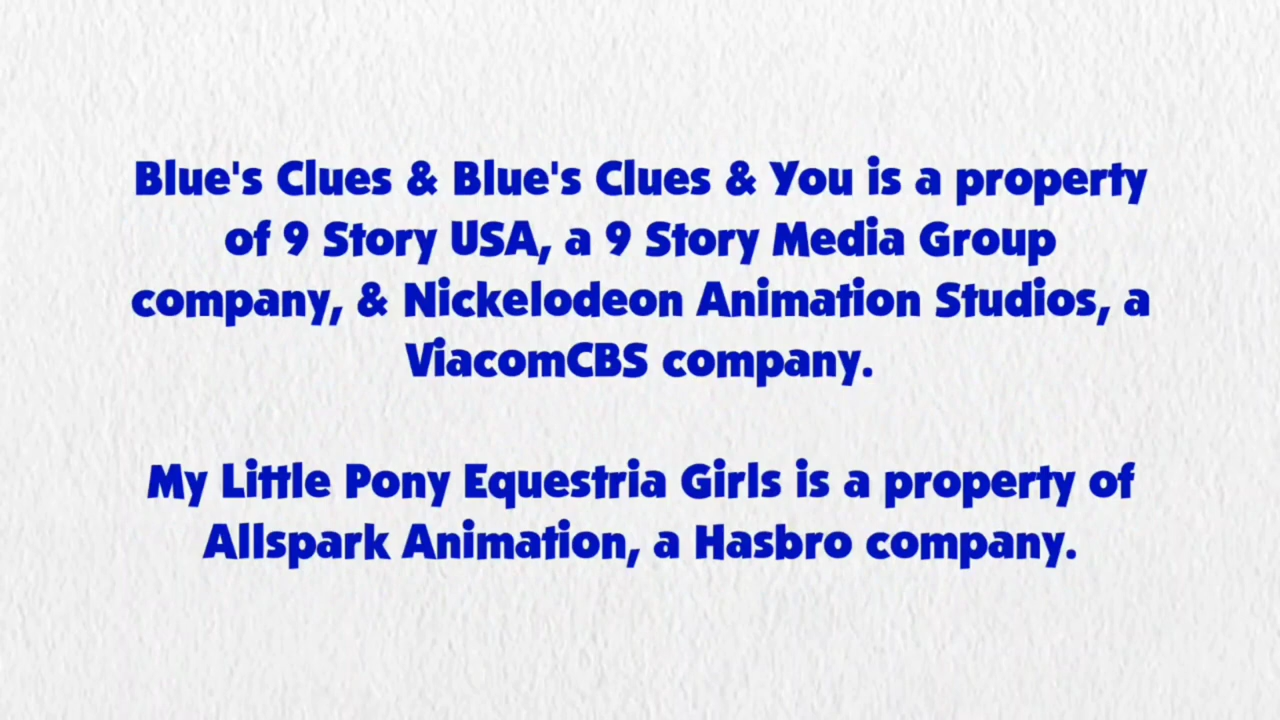 Blue's Clues & Blue's Clues & You is a property
of 9 Story USA, a 9 Story Media Group
company, & Nickelodeon Animation Studios, a
ViacomCBS company.
My Little Pony Equestria Girls is a property of
Allspark Animation, a Hasbro company.